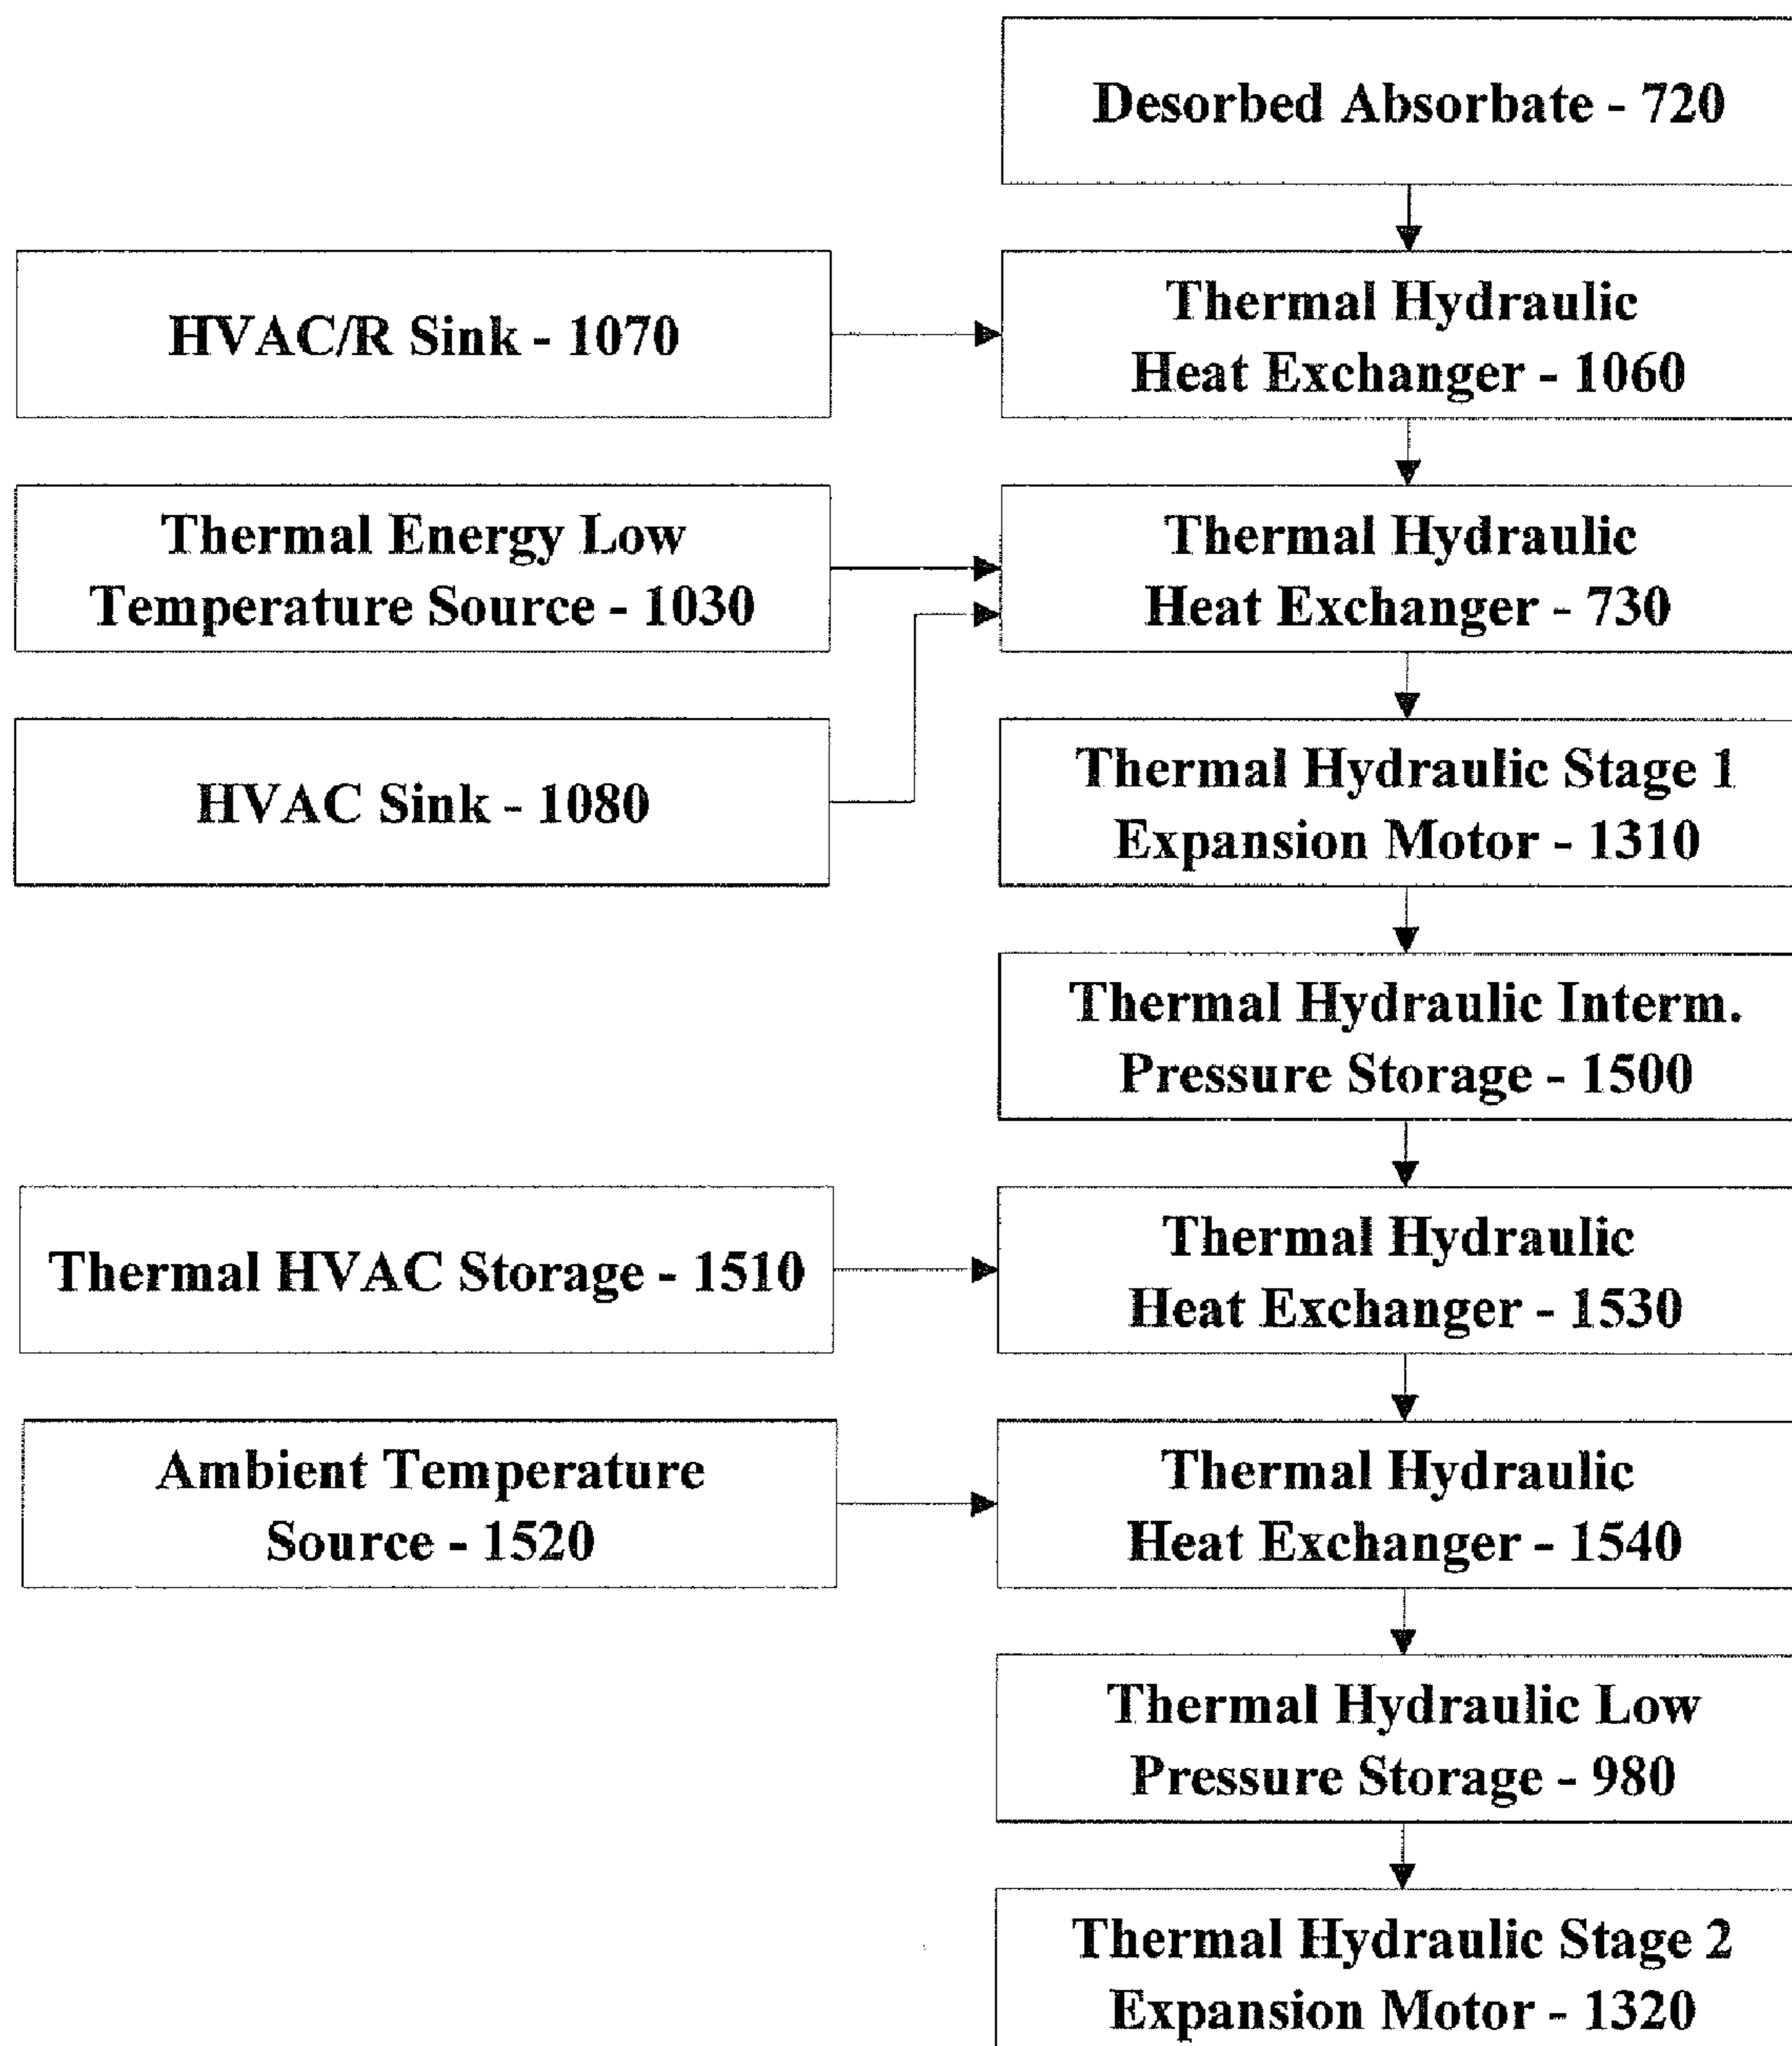 Desorbed Absorbate - 720
HVAC/R Sink - 1070
Thermal Hydraulic
Heat Exchanger - 1060
Thermal Energy Low
Temperature Source - 1030
Thermal Hydraulic
Heat Exchanger - 730
HVAC Sink - 1080
Thermal Hydraulic Stage 1
Expansion Motor - 1310
Thermal Hydraulic Interm.
Pressure Storage - 1500
Thermal HVAC Storage - 1510
Thermal Hydraulic
Heat Exchanger - 1530
Ambient Temperature
Source - 1520
Thermal Hydraulic
Heat Exchanger - 1540
Thermal Hydraulic Low
Pressure Storage - 980
Thermal Hydraulic Stage 2
Expansion Motor - 1320